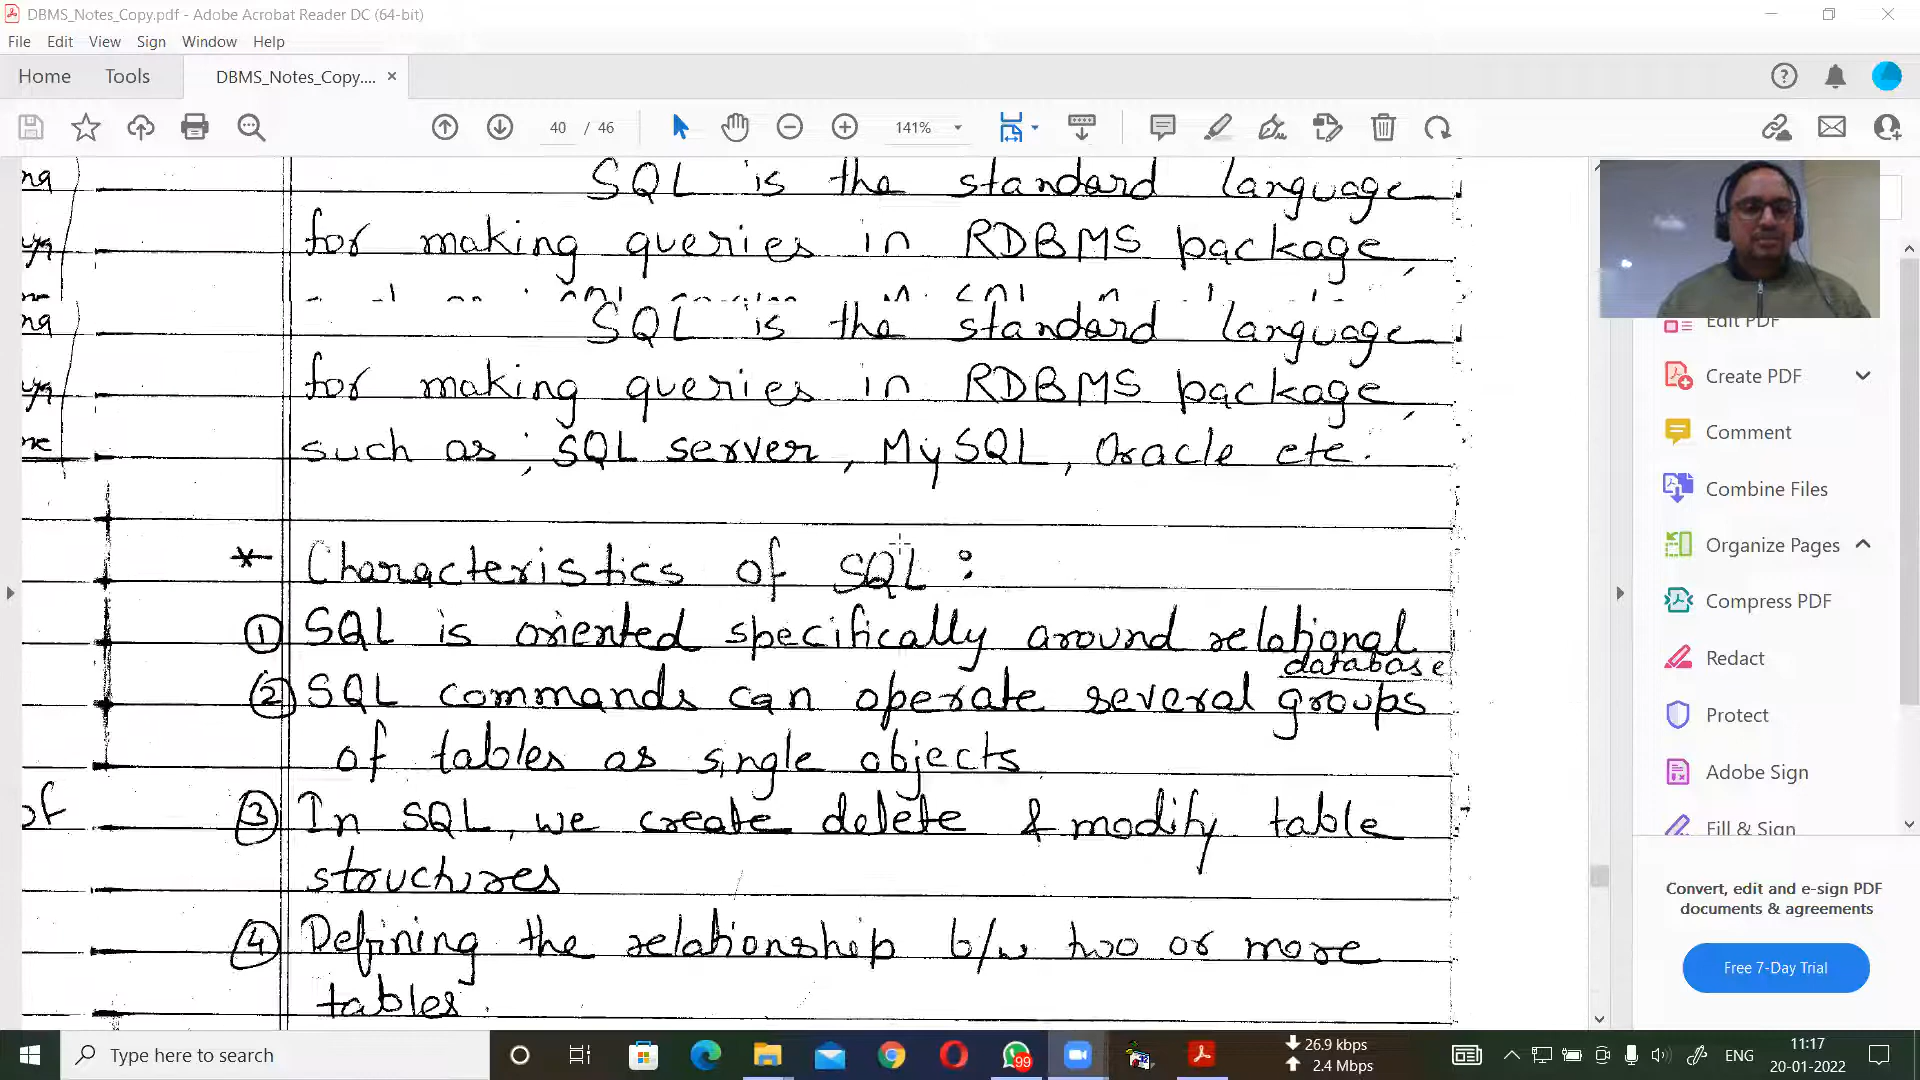 DBMS_Notes_Copy.pdf - Adobe Acrobat Reader DC (64-bit)
File Edit View Sign Window Help
Home Tools DBMS_Notes_Copy.... ×
40 / 46 141%
SQL is the standard language
for making queries in RDBMS package,
SQL is the standard language
for making queries in RDBMS package,
such as ; SQL server, MySQL, Oracle etc.
* Characteristics of SQL :
① SQL is oriented specifically around relational
database
② SQL commands can operate several groups
of tables as single objects
③ In SQL, we create delete & modify table
structures
④ Defining the relationship b/w two or more
tables.
of
Edit PDF
Create PDF
Comment
Combine Files
Organize Pages
Compress PDF
Redact
Protect
Adobe Sign
Fill & Sign
Convert, edit and e-sign PDF
documents & agreements
Free 7-Day Trial
Type here to search
99
26.9 kbps
2.4 Mbps
ENG
11:17
20-01-2022